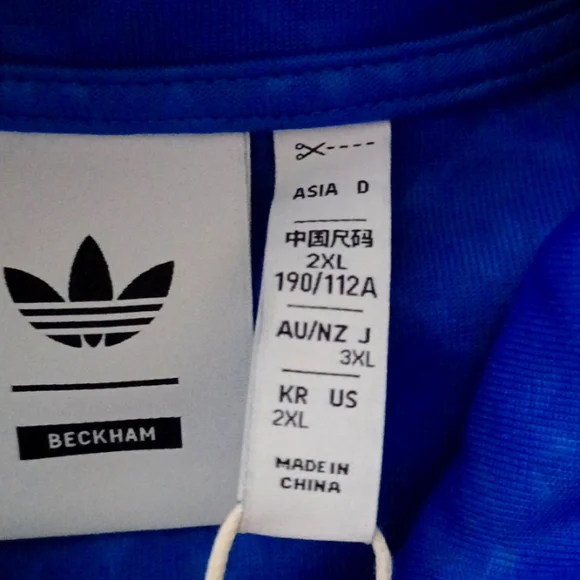 BECKHAM
ASIA D
中国尺码
2XL
190/112A
AU/NZ J
3XL
KR US
2XL
MADE IN
CHINA